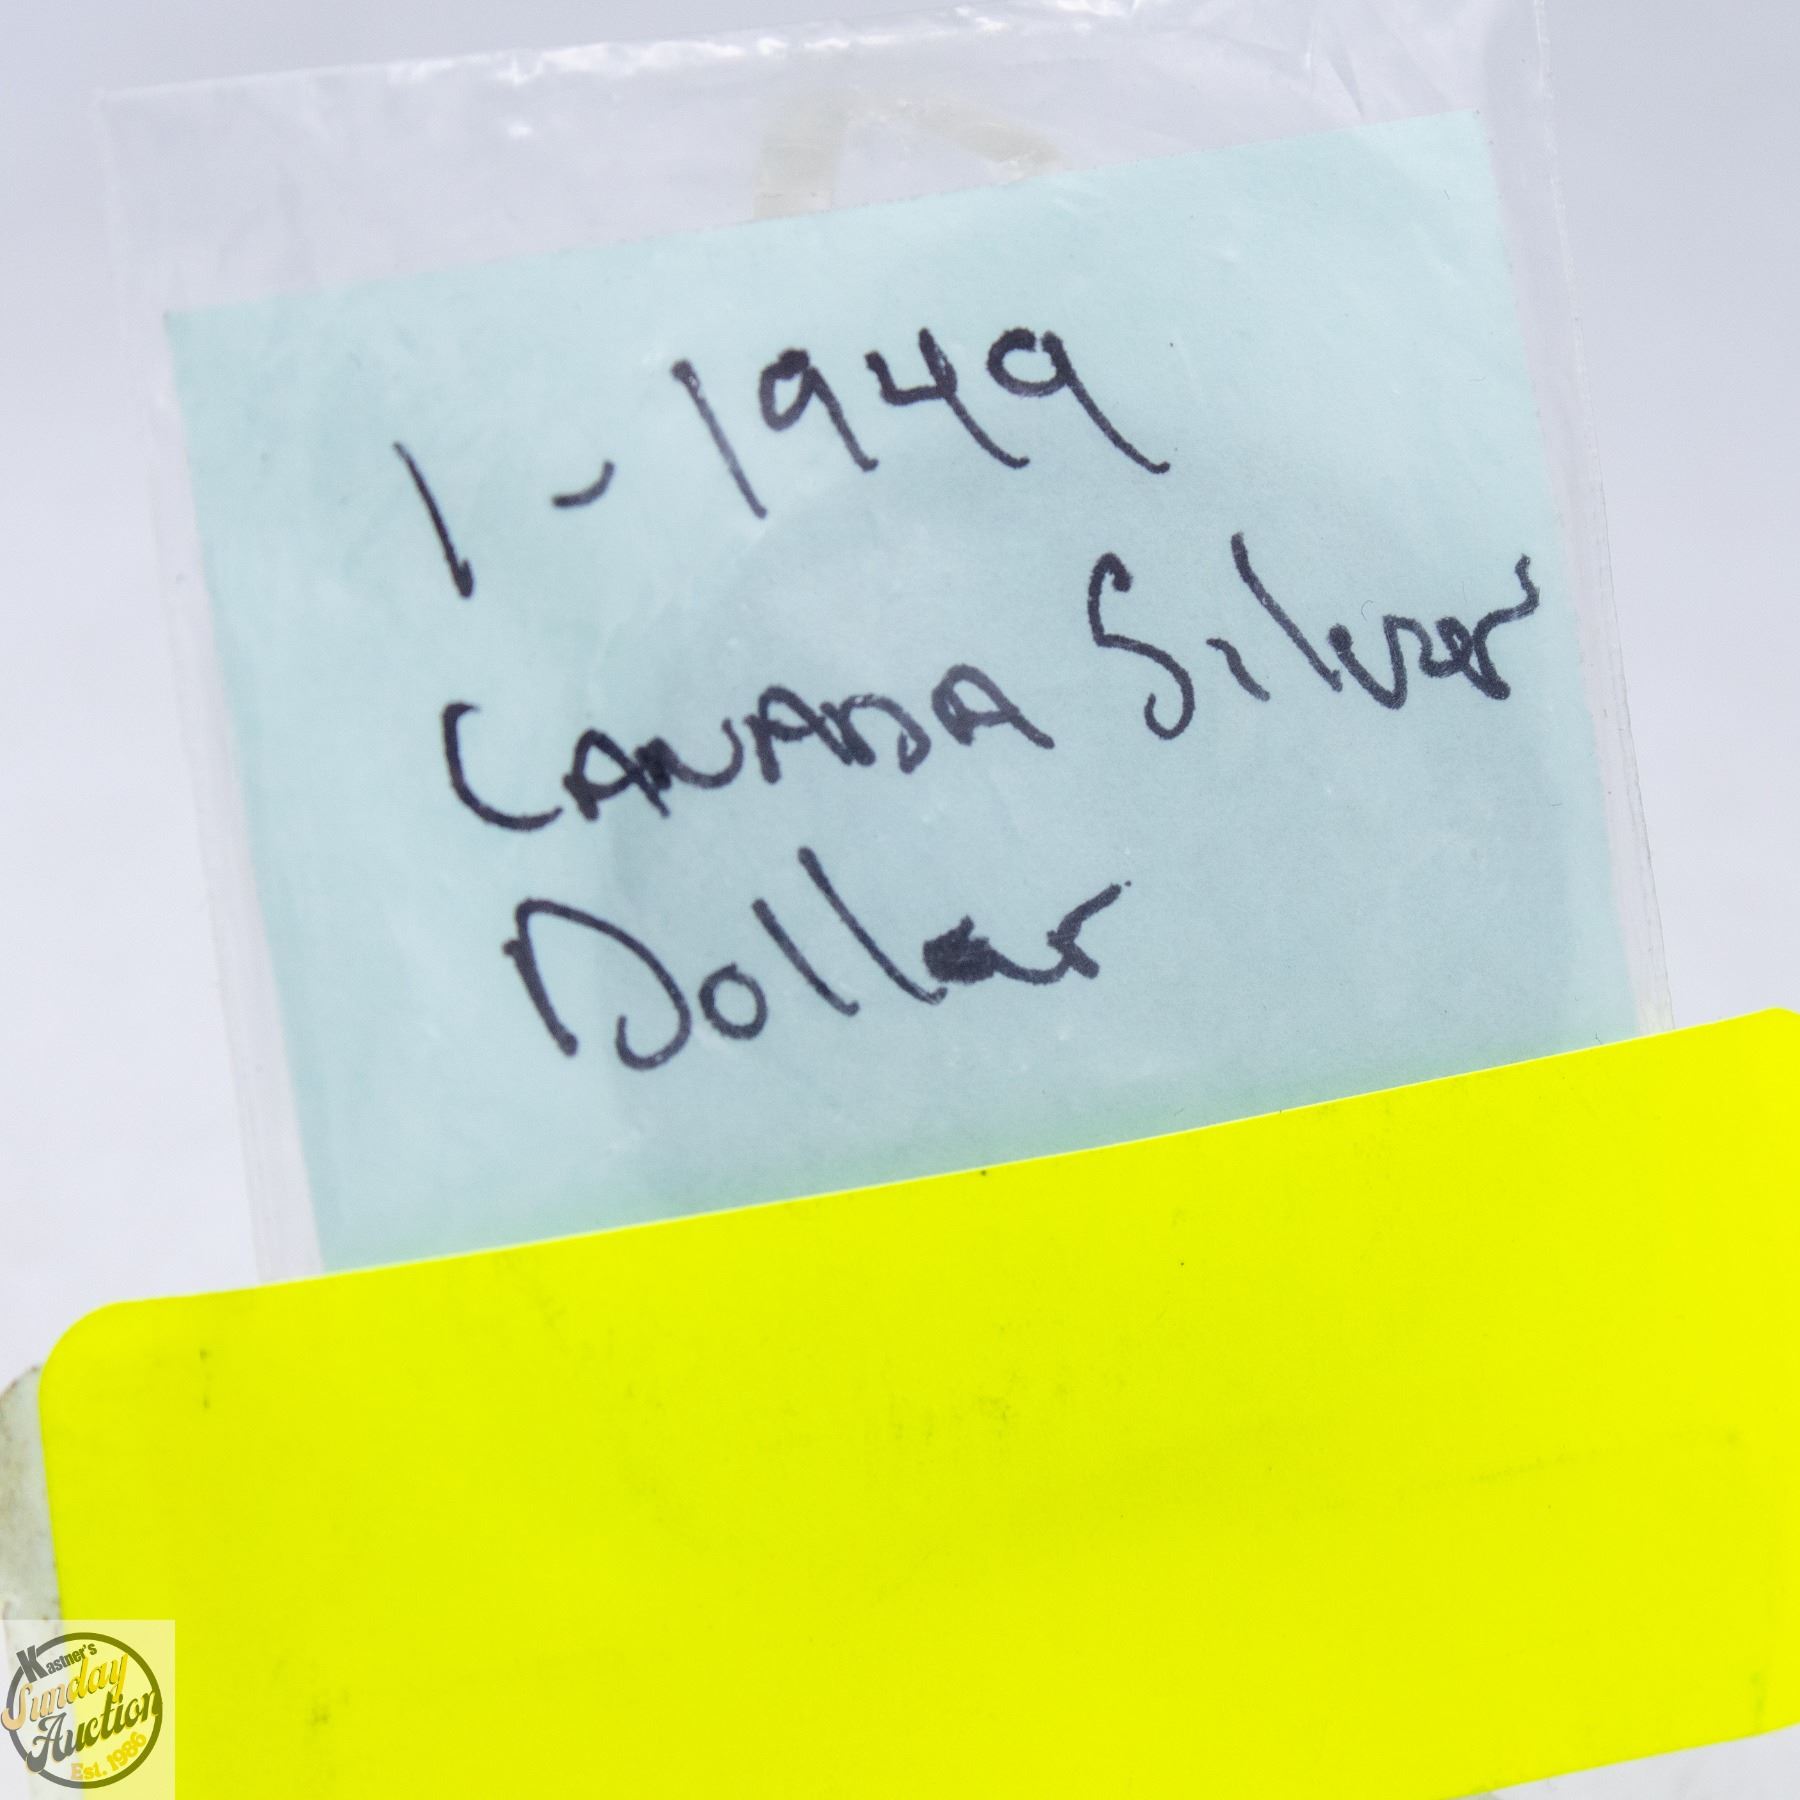 1-1949
CANADA Silver
Dollar
Kastner's
Sunday
Auction
Est. 1986